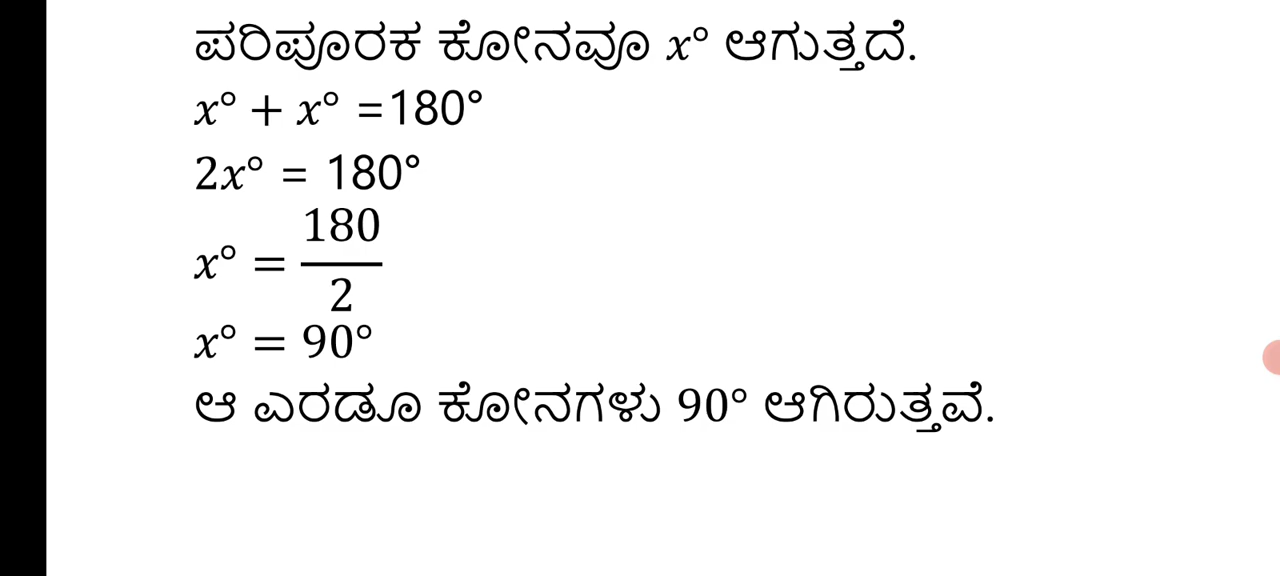 ಪರಿಪೂರಕ ಕೋನವೂ x° ಆಗುತ್ತದೆ.
x° + x° =180°
2x° = 180°
x° = 180/2
x° = 90°
ಆ ಎರಡೂ ಕೋನಗಳು 90° ಆಗಿರುತ್ತವೆ.